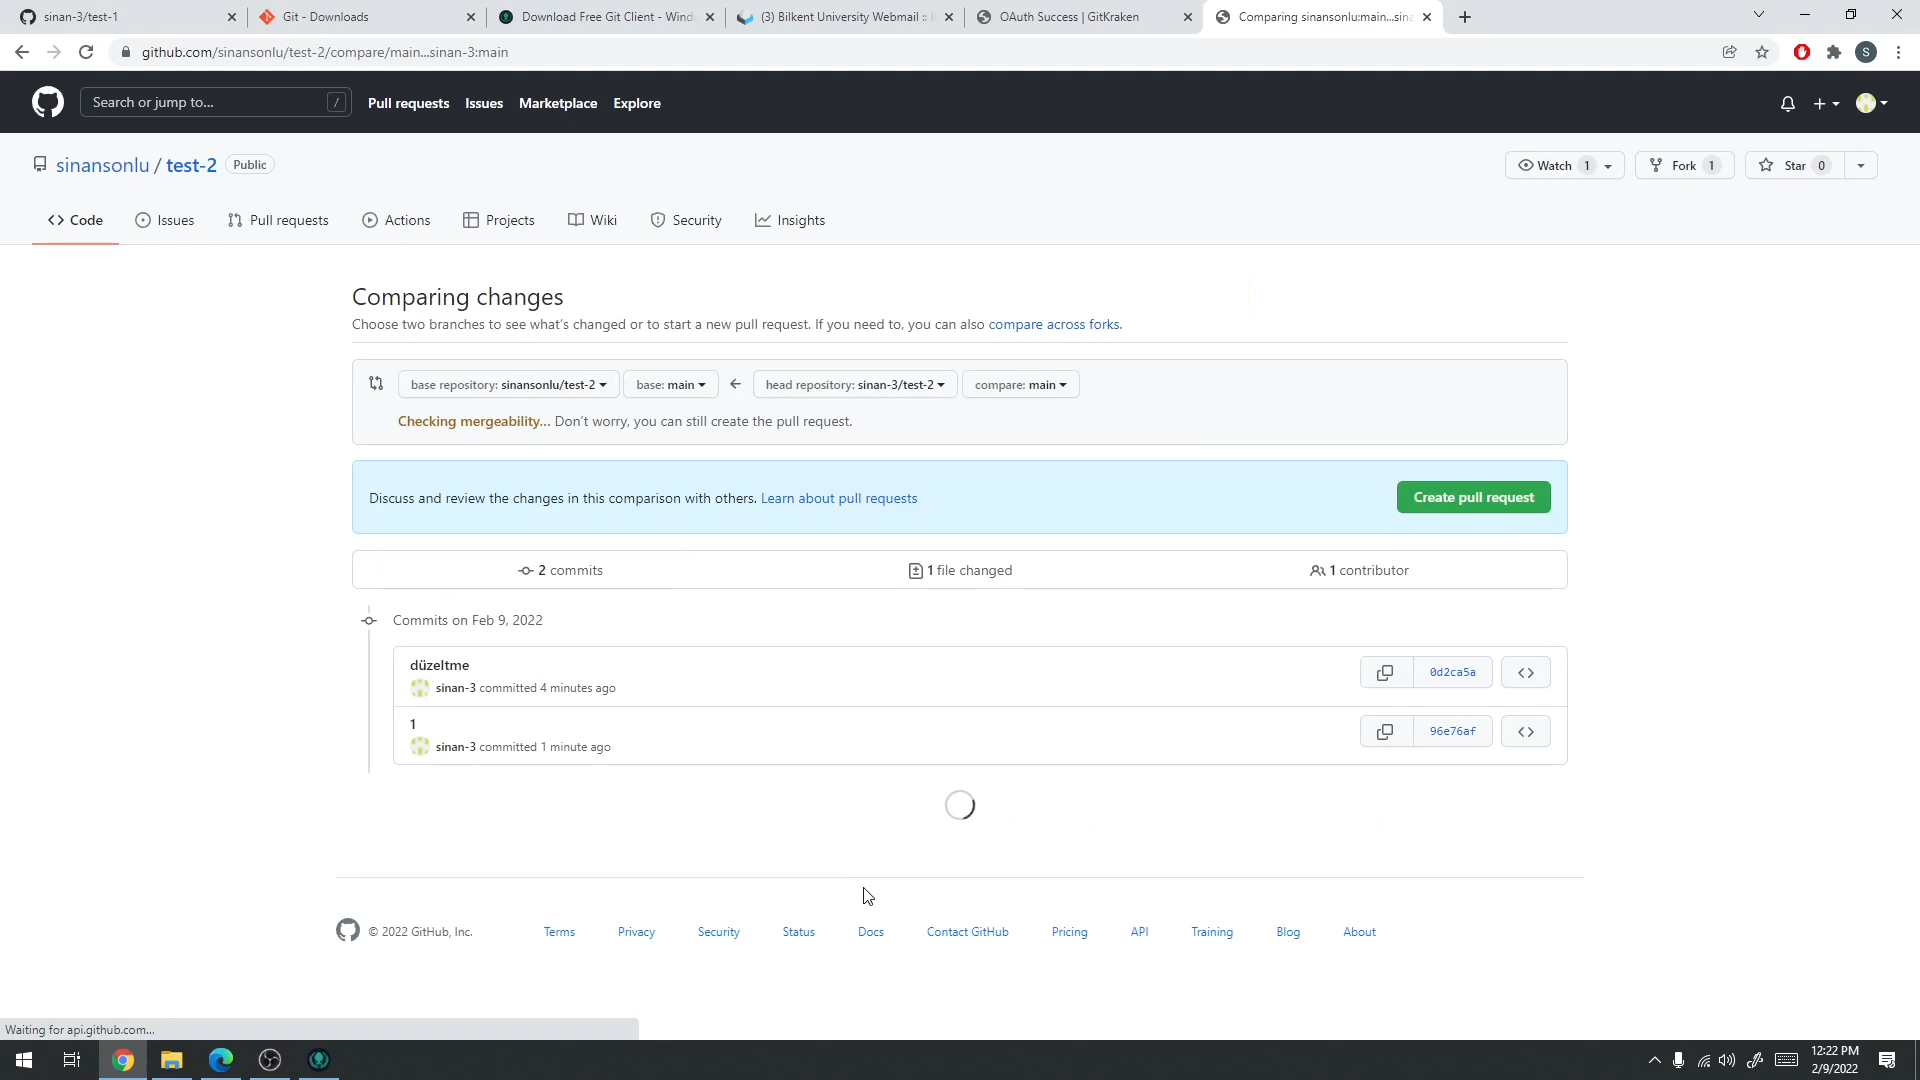 sinan-3/test-1
Git - Downloads
Download Free Git Client - Wind
(3) Bilkent University Webmail ::
OAuth Success | GitKraken
Comparing sinansonlu:main...sina
github.com/sinansonlu/test-2/compare/main...sinan-3:main
S
Search or jump to...
/
Pull requests
Issues
Marketplace
Explore
sinansonlu / test-2
Public
Watch 1
Fork 1
Star 0
Code
Issues
Pull requests
Actions
Projects
Wiki
Security
Insights
Comparing changes
Choose two branches to see what's changed or to start a new pull request. If you need to, you can also compare across forks.
base repository: sinansonlu/test-2
base: main
head repository: sinan-3/test-2
compare: main
Checking mergeability... Don't worry, you can still create the pull request.
Discuss and review the changes in this comparison with others. Learn about pull requests
Create pull request
2 commits
1 file changed
1 contributor
Commits on Feb 9, 2022
düzeltme
sinan-3 committed 4 minutes ago
0d2ca5a
1
sinan-3 committed 1 minute ago
96e76af
© 2022 GitHub, Inc.
Terms
Privacy
Security
Status
Docs
Contact GitHub
Pricing
API
Training
Blog
About
Waiting for api.github.com...
12:22 PM
2/9/2022